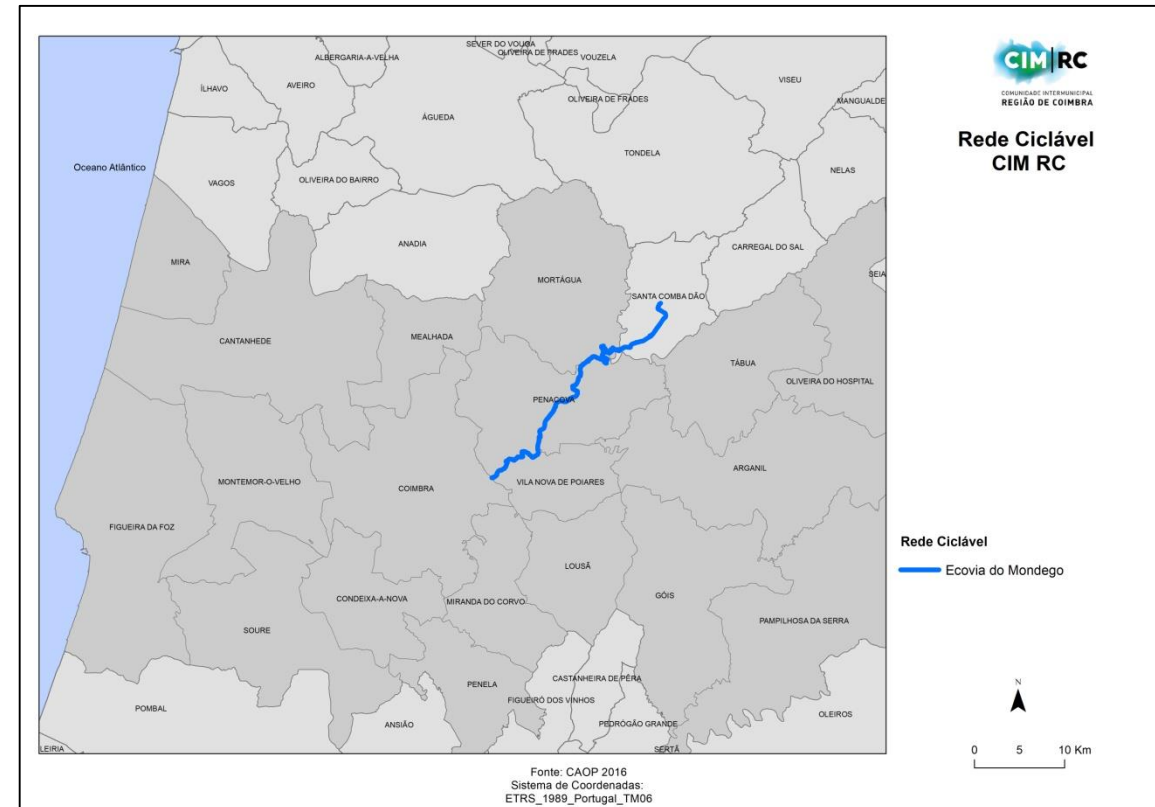 SEVER DO VOUGA
OLIVEIRA DE FRADES
ALBERGARIA-A-VELHA
VOUZELA
VISEU
ÍLHAVO
AVEIRO
OLIVEIRA DE FRADES
MANGUALDE
ÁGUEDA
TONDELA
Oceano Atlântico
VAGOS
OLIVEIRA DO BAIRRO
NELAS
ANADIA
CARREGAL DO SAL
MIRA
MORTÁGUA
SEIA
SANTA COMBA DÃO
CANTANHEDE
MEALHADA
TÁBUA
OLIVEIRA DO HOSPITAL
PENACOVA
ARGANIL
MONTEMOR-O-VELHO
COIMBRA
VILA NOVA DE POIARES
FIGUEIRA DA FOZ
LOUSÃ
GÓIS
CONDEIXA-A-NOVA
MIRANDA DO CORVO
PAMPILHOSA DA SERRA
SOURE
CASTANHEIRA DE PÊRA
PENELA
FIGUEIRÓ DOS VINHOS
POMBAL
ANSIÃO
PEDRÓGÃO GRANDE
OLEIROS
LEIRIA
SERTÃ
CIM RC
COMUNIDADE INTERMUNICIPAL
REGIÃO DE COIMBRA
Rede Ciclável
CIM RC
Rede Ciclável
Ecovia do Mondego
N
0 5 10 Km
Fonte: CAOP 2016
Sistema de Coordenadas:
ETRS_1989_Portugal_TM06